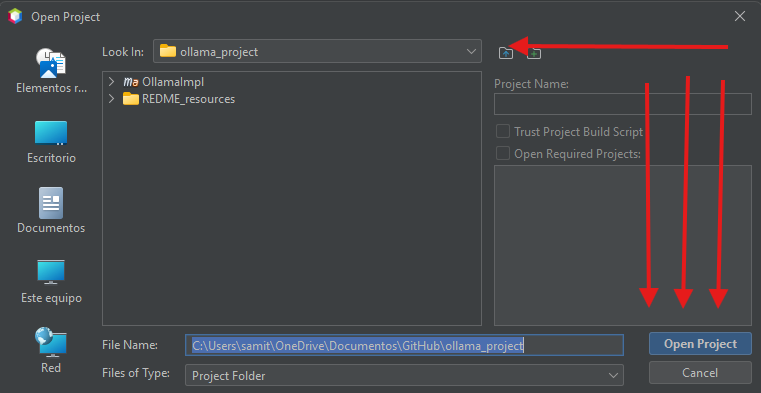 Open Project
Look In:
ollama_project
Elementos r...
Escritorio
Documentos
Este equipo
Red
ma OllamaImpl
REDME_resources
Project Name:
Trust Project Build Script
Open Required Projects:
File Name:
C:\Users\samit\OneDrive\Documentos\GitHub\ollama_project
Open Project
Files of Type:
Project Folder
Cancel